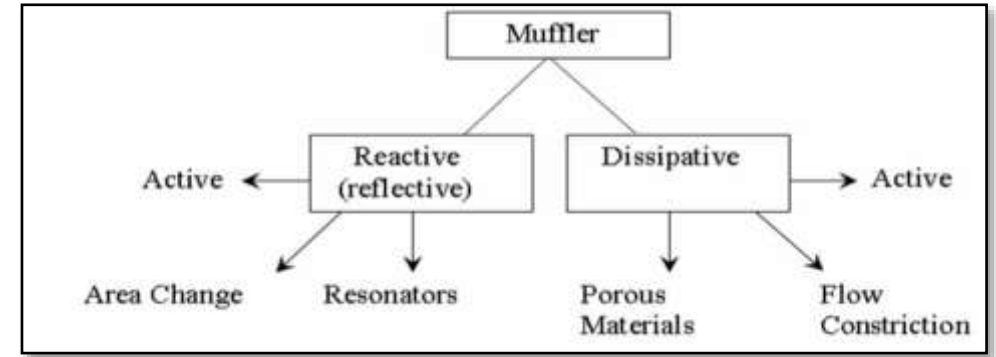 Muffler
Reactive
(reflective)
Dissipative
Active
Active
Area Change
Resonators
Porous
Materials
Flow
Constriction